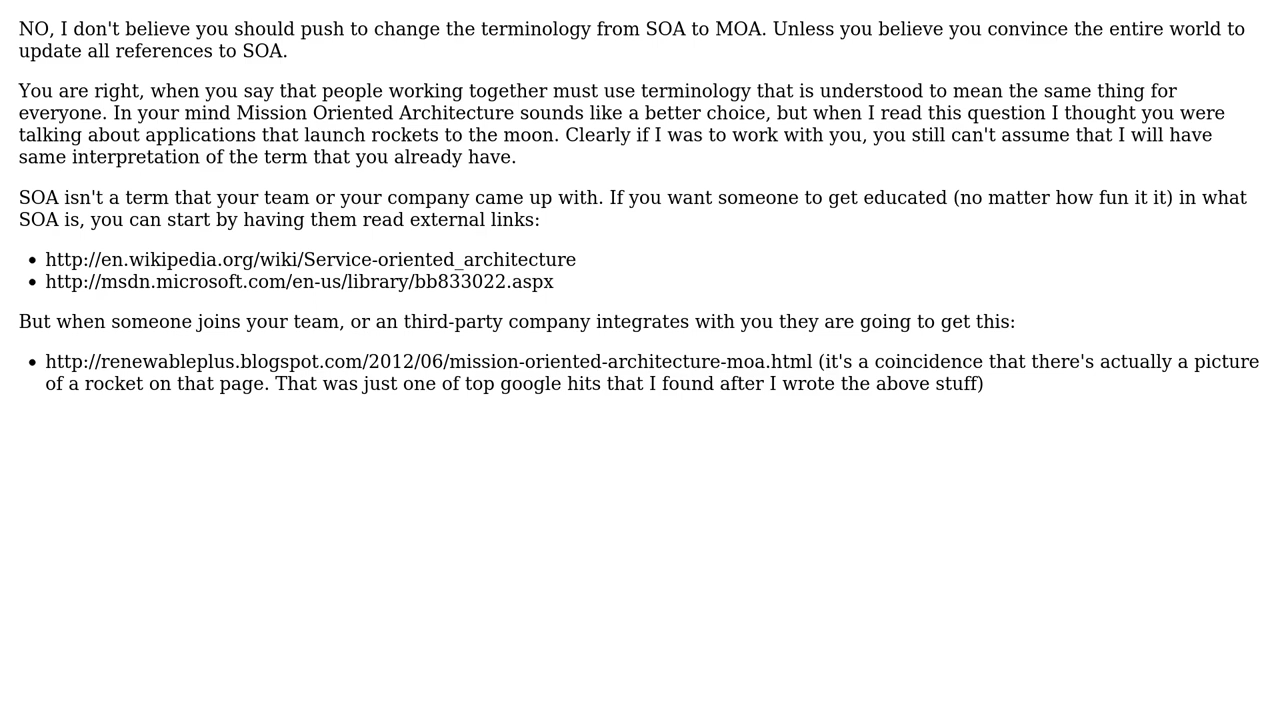 NO, I don't believe you should push to change the terminology from SOA to MOA. Unless you believe you convince the entire world to
update all references to SOA.
You are right, when you say that people working together must use terminology that is understood to mean the same thing for
everyone. In your mind Mission Oriented Architecture sounds like a better choice, but when I read this question I thought you were
talking about applications that launch rockets to the moon. Clearly if I was to work with you, you still can't assume that I will have
same interpretation of the term that you already have.
SOA isn't a term that your team or your company came up with. If you want someone to get educated (no matter how fun it it) in what
SOA is, you can start by having them read external links:
• http://en.wikipedia.org/wiki/Service-oriented_architecture
• http://msdn.microsoft.com/en-us/library/bb833022.aspx
But when someone joins your team, or an third-party company integrates with you they are going to get this:
• http://renewableplus.blogspot.com/2012/06/mission-oriented-architecture-moa.html (it's a coincidence that there's actually a picture
of a rocket on that page. That was just one of top google hits that I found after I wrote the above stuff)